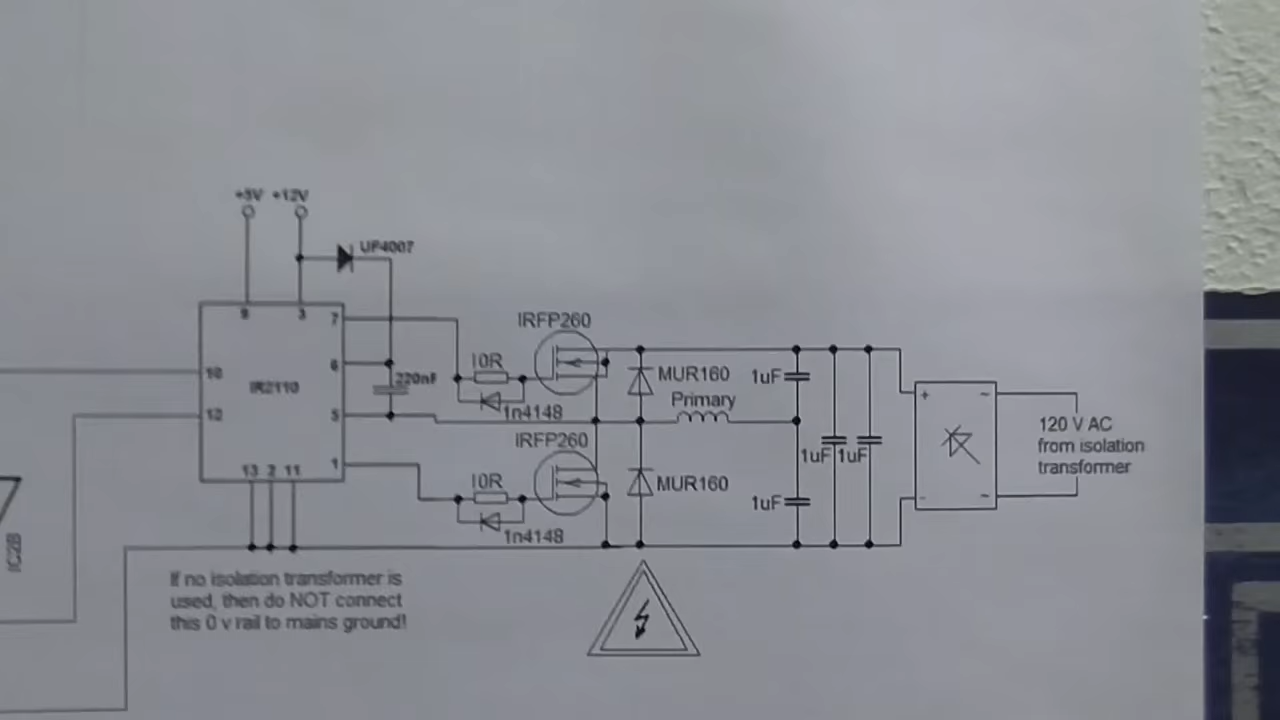 +5V +12V
UF4007
9 3
7
6
5
1
10
12
IR2110
13 2 11
220nF
IRFP260
10R
1n4148
IRFP260
10R
1n4148
MUR160
Primary
MUR160
1uF
1uF 1uF
1uF
+ ~
- ~
120 V AC
from isolation
transformer
IC2B
If no isolation transformer is
used, then do NOT connect
this 0 v rail to mains ground!